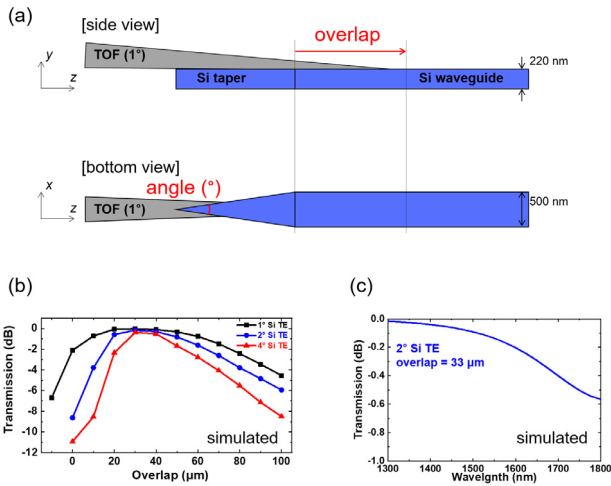 (a)
[side view]
overlap
TOF (1°)
y
z
Si taper
Si waveguide
220 nm
[bottom view]
angle (°)
x
z
TOF (1°)
500 nm
(b)
Transmission (dB)
0
-2
-4
-6
-8
-10
-12
1° Si TE
2° Si TE
4° Si TE
simulated
0 20 40 60 80 100
Overlap (µm)
(c)
Transmission (dB)
0.0
-0.2
-0.4
-0.6
-0.8
-1.0
2° Si TE
overlap = 33 µm
simulated
1300 1400 1500 1600 1700 1800
Wavelgnth (nm)